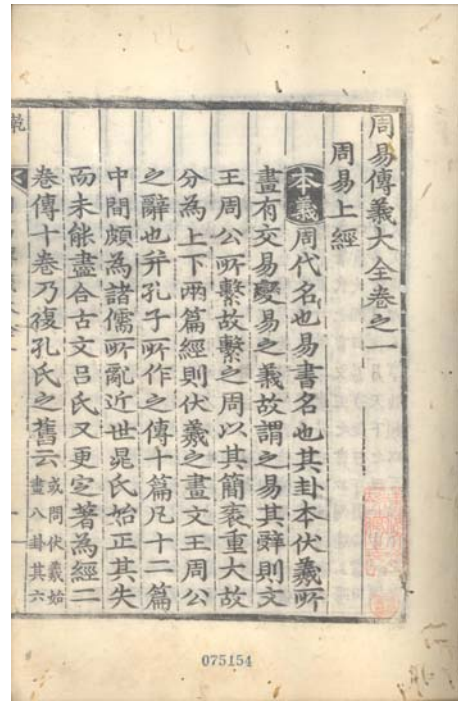 周易傳義大全卷之一
周易上經
本義周代名也易書名也其卦本伏羲所
畫有交易變易之義故謂之易其辭則文
王周公所繫故繫之周以其簡袠重大故
分為上下兩篇經則伏羲之畫文王周公
之辭也并孔子所作之傳十篇凡十二篇
中間頗為諸儒所亂近世晁氏始正其失
而未能盡合古文呂氏又更定著為經二
卷傳十卷乃復孔氏之舊云或問伏羲始
畫八卦其六
乾
075154